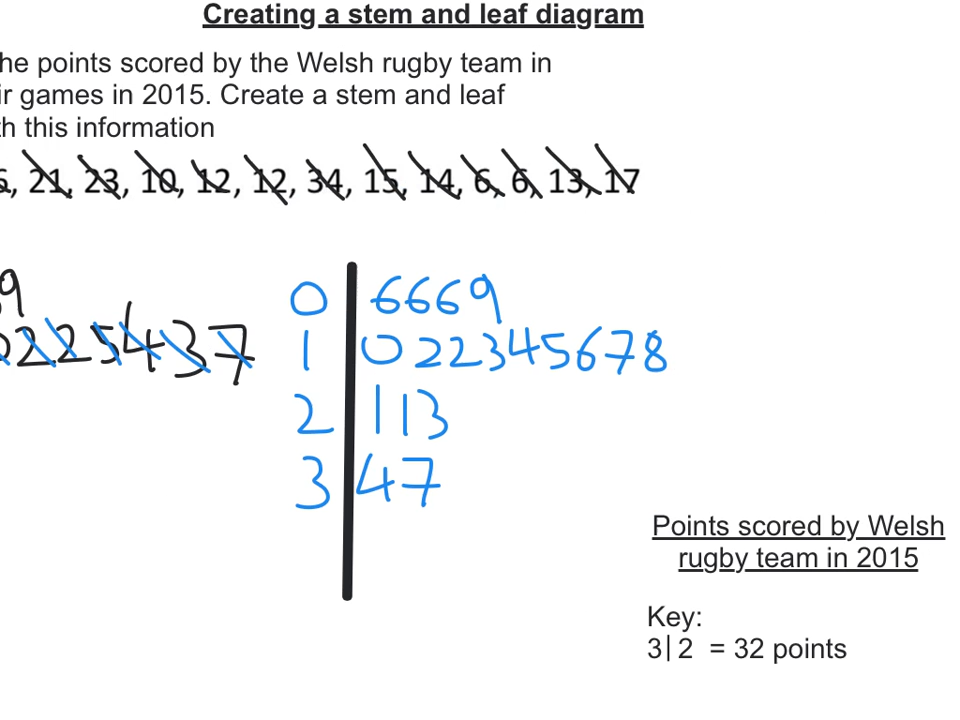 Creating a stem and leaf diagram
he points scored by the Welsh rugby team in
ir games in 2015. Create a stem and leaf
h this information
, 21, 23, 10, 12, 12, 34, 15, 14, 6, 6, 13, 17
9
0225437
0 | 6669
1 | 022345678
2 | 113
3 | 47
Points scored by Welsh
rugby team in 2015
Key:
3| 2 = 32 points